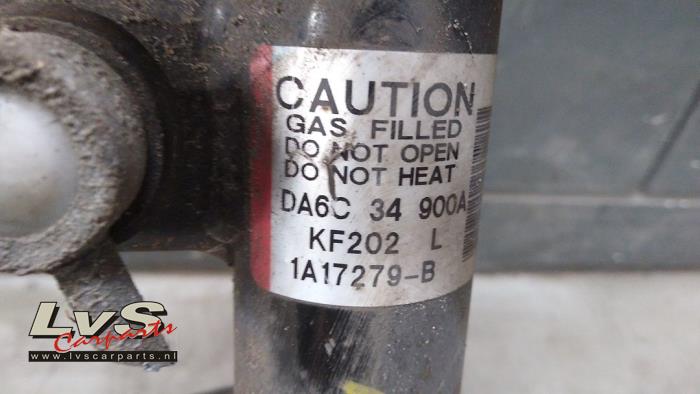 CAUTION
GAS FILLED
DO NOT OPEN
DO NOT HEAT
DA6C 34 900A
KF202 L
1A17279-B
LvS
Carparts
www.lvscarparts.nl